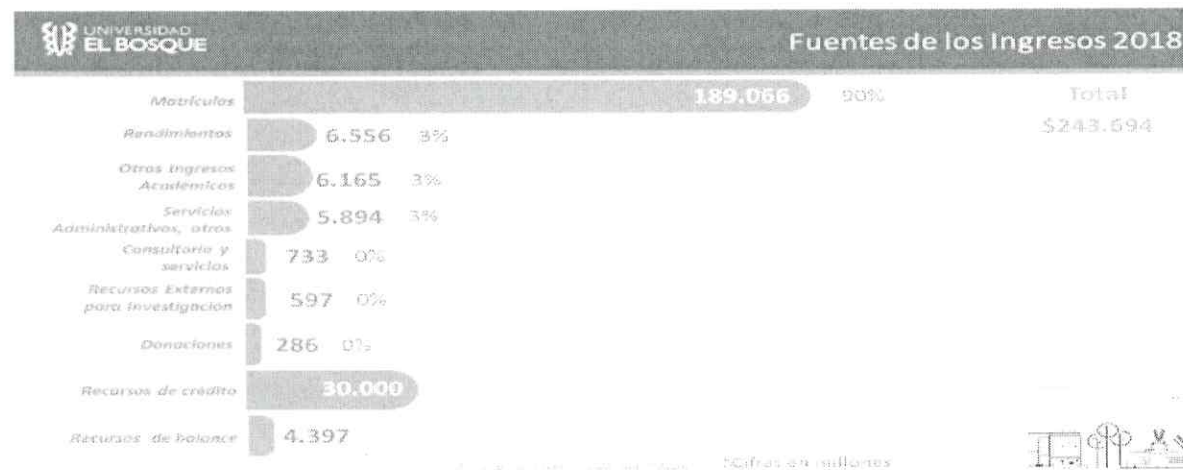 UNIVERSIDAD
EL BOSQUE
Fuentes de los Ingresos 2018
Matrículas 189.066 90%
Total
$243.694
Rendimientos 6.556 3%
Otros Ingresos
Académicos 6.165 3%
Servicios
Administrativos, otros 5.894 3%
Consultoría y
servicios 733 0%
Recursos Externos
para Investigación 597 0%
Donaciones 286 0%
Recursos de crédito 30.000
Recursos de balance 4.397
*Cifras en millones